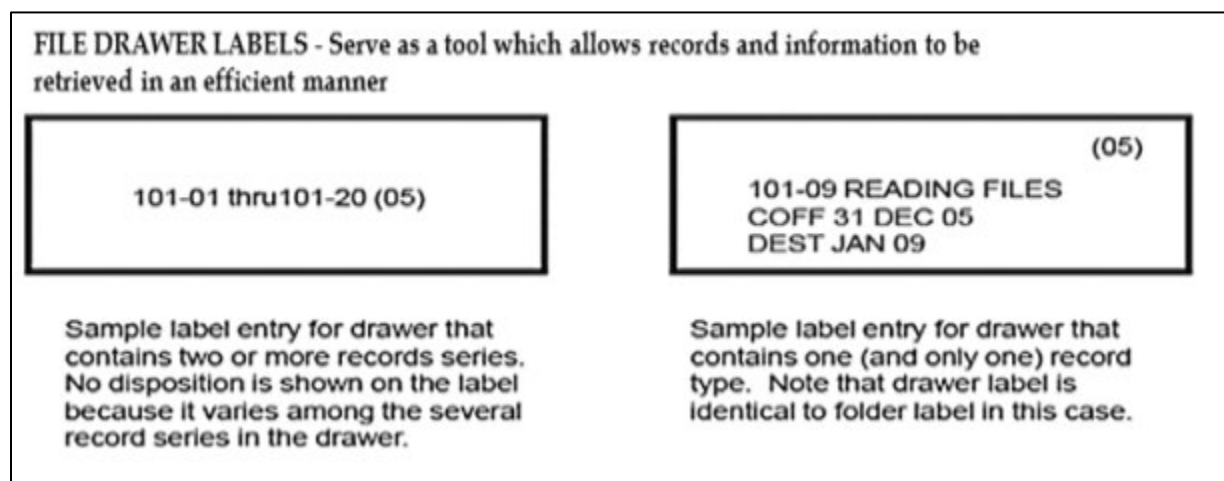 FILE DRAWER LABELS - Serve as a tool which allows records and information to be
retrieved in an efficient manner
101-01 thru101-20 (05)
Sample label entry for drawer that
contains two or more records series.
No disposition is shown on the label
because it varies among the several
record series in the drawer.
(05)
101-09 READING FILES
COFF 31 DEC 05
DEST JAN 09
Sample label entry for drawer that
contains one (and only one) record
type. Note that drawer label is
identical to folder label in this case.